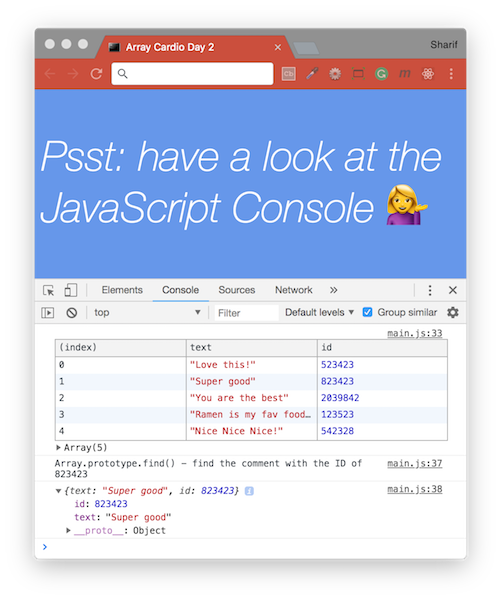 Array Cardio Day 2
Sharif
Cb
G
m
Psst: have a look at the
JavaScript Console 💁
Elements Console Sources Network »
top Filter Default levels Group similar
main.js:33
(index) text id
0 "Love this!" 523423
1 "Super good" 823423
2 "You are the best" 2039842
3 "Ramen is my fav food… 123523
4 "Nice Nice Nice!" 542328
▶ Array(5)
Array.prototype.find() – find the comment with the ID of main.js:37
823423
▼ {text: "Super good", id: 823423} i main.js:38
id: 823423
text: "Super good"
▶ __proto__: Object
>